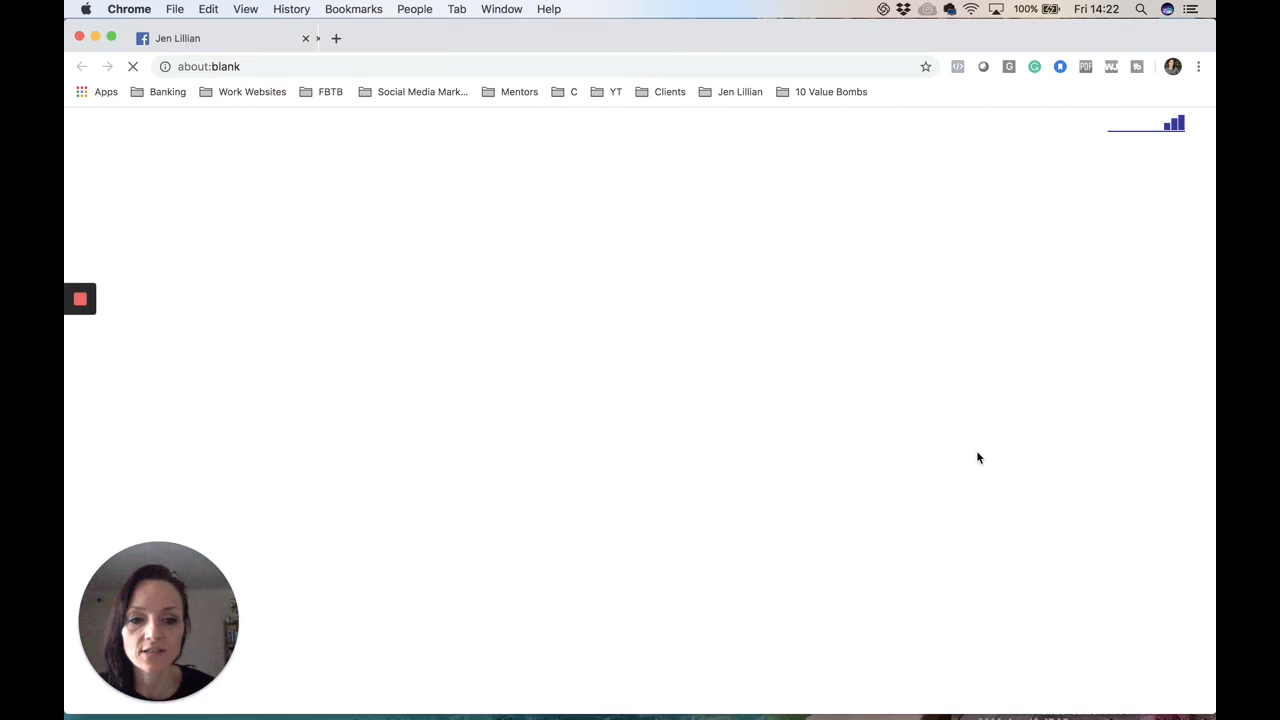 Chrome File Edit View History Bookmarks People Tab Window Help 100% Fri 14:22
Jen Lillian
about:blank
Apps Banking Work Websites FBTB Social Media Mark... Mentors C YT Clients Jen Lillian 10 Value Bombs